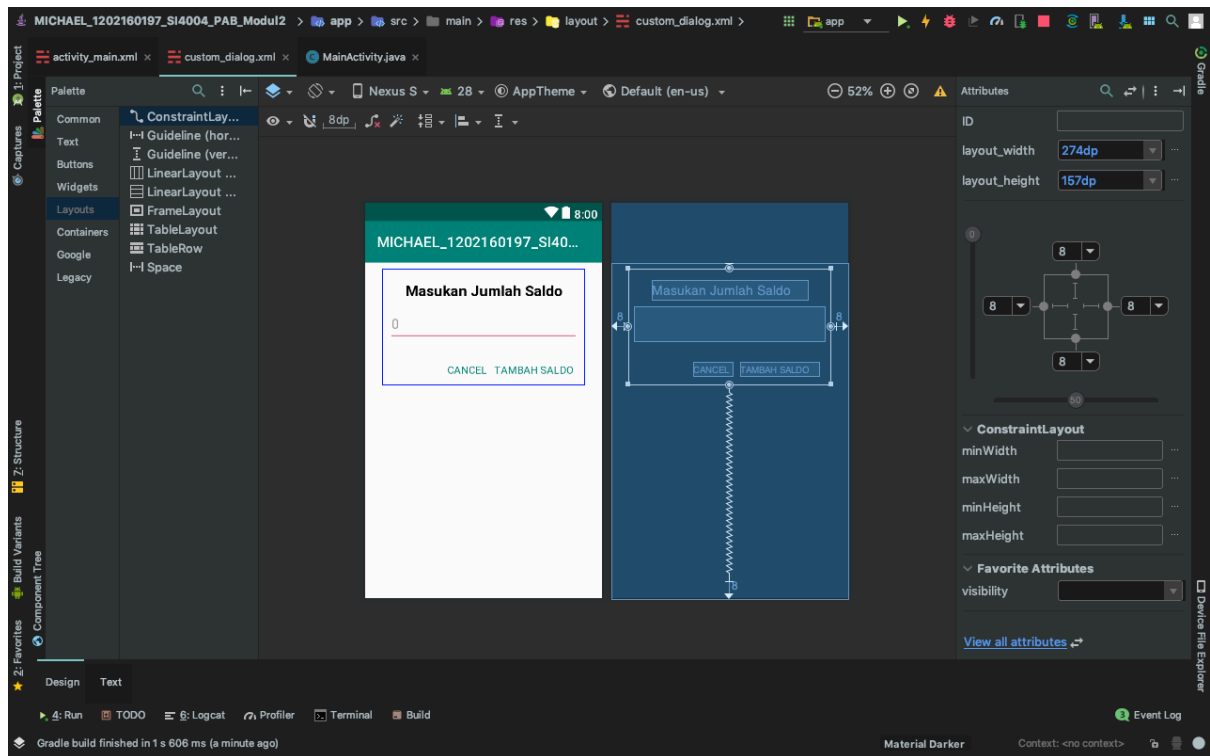 MICHAEL_1202160197_SI4004_PAB_Modul2 > app > src > main > res > layout > custom_dialog.xml > app
activity_main.xml × custom_dialog.xml × MainActivity.java ×
1: Project
Captures
7: Structure
Build Variants
2: Favorites
Palette
Component Tree
Gradle
Device File Explorer
Palette
Common
Text
Buttons
Widgets
Layouts
Containers
Google
Legacy
ConstraintLay...
Guideline (hor...
Guideline (ver...
LinearLayout ...
LinearLayout ...
FrameLayout
TableLayout
TableRow
Space
Nexus S 28 AppTheme Default (en-us) 52%
8dp
8:00
MICHAEL_1202160197_SI40...
Masukan Jumlah Saldo
0
CANCEL TAMBAH SALDO
Masukan Jumlah Saldo
8 8
CANCEL TAMBAH SALDO
8
Attributes
ID
layout_width 274dp
layout_height 157dp
0
8
8 8
8
50
ConstraintLayout
minWidth
maxWidth
minHeight
maxHeight
Favorite Attributes
visibility
View all attributes
Design Text
4: Run TODO 6: Logcat Profiler Terminal Build 3 Event Log
Gradle build finished in 1 s 606 ms (a minute ago) Material Darker Context: <no context>